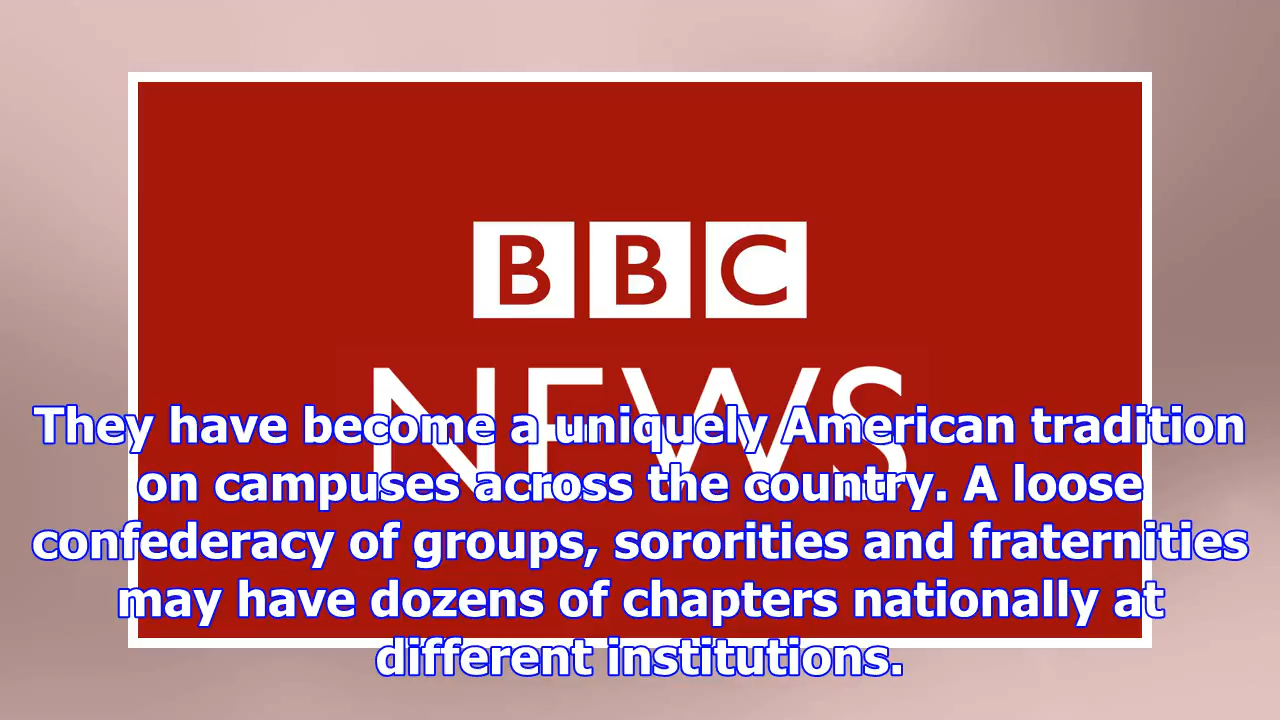 BBC
NEWS
They have become a uniquely American tradition
on campuses across the country. A loose
confederacy of groups, sororities and fraternities
may have dozens of chapters nationally at
different institutions.